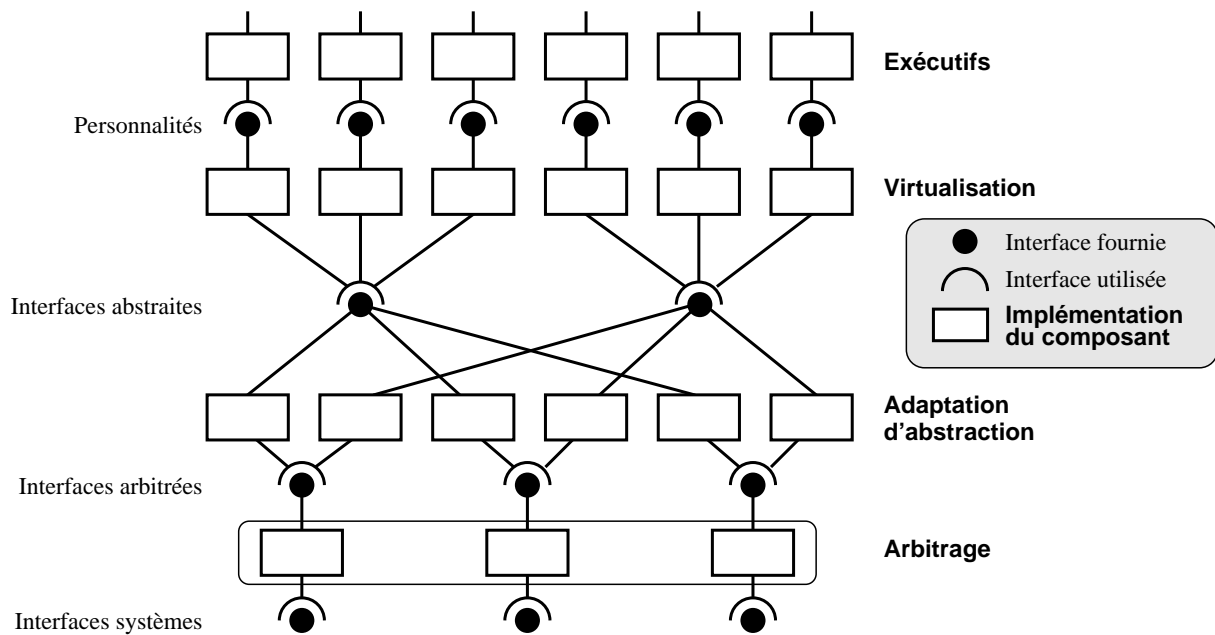 Exécutifs
Personnalités
Virtualisation
Interface fournie
Interface utilisée
Implémentation
du composant
Interfaces abstraites
Adaptation
d'abstraction
Interfaces arbitrées
Arbitrage
Interfaces systèmes